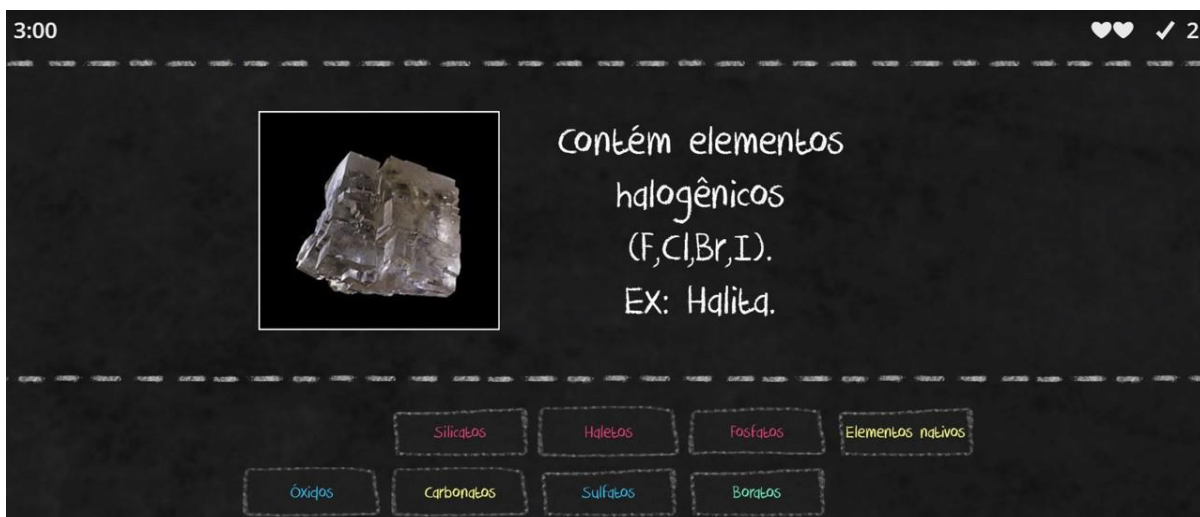 3:00
2
Contém elementos
halogênicos
(F,Cl,Br,I).
Ex: Halita.
Silicatos
Haletos
Fosfatos
Elementos nativos
Óxidos
Carbonatos
Sulfatos
Boratos